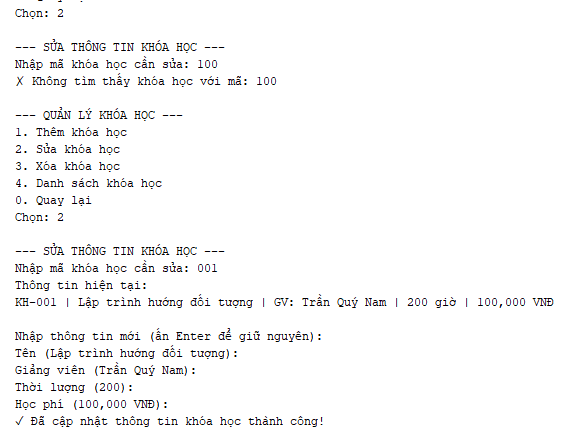 Chọn: 2
--- SỬA THÔNG TIN KHÓA HỌC ---
Nhập mã khóa học cần sửa: 100
✗ Không tìm thấy khóa học với mã: 100
--- QUẢN LÝ KHÓA HỌC ---
1. Thêm khóa học
2. Sửa khóa học
3. Xóa khóa học
4. Danh sách khóa học
0. Quay lại
Chọn: 2
--- SỬA THÔNG TIN KHÓA HỌC ---
Nhập mã khóa học cần sửa: 001
Thông tin hiện tại:
KH-001 | Lập trình hướng đối tượng | GV: Trần Quý Nam | 200 giờ | 100,000 VNĐ
Nhập thông tin mới (ấn Enter để giữ nguyên):
Tên (Lập trình hướng đối tượng):
Giảng viên (Trần Quý Nam):
Thời lượng (200):
Học phí (100,000 VNĐ):
✓ Đã cập nhật thông tin khóa học thành công!